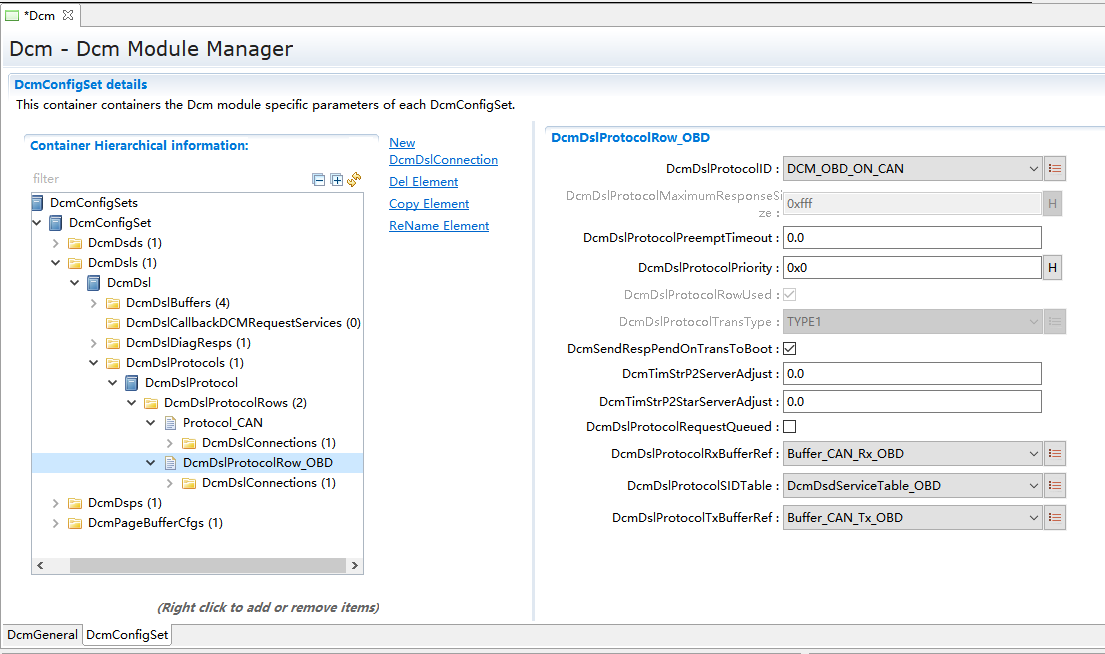 *Dcm
Dcm - Dcm Module Manager
DcmConfigSet details
This container containers the Dcm module specific parameters of each DcmConfigSet.
Container Hierarchical information:
filter
DcmConfigSets
DcmConfigSet
DcmDsds (1)
DcmDsls (1)
DcmDsl
DcmDslBuffers (4)
DcmDslCallbackDCMRequestServices (0)
DcmDslDiagResps (1)
DcmDslProtocols (1)
DcmDslProtocol
DcmDslProtocolRows (2)
Protocol_CAN
DcmDslConnections (1)
DcmDslProtocolRow_OBD
DcmDslConnections (1)
DcmDsps (1)
DcmPageBufferCfgs (1)
(Right click to add or remove items)
New
DcmDslConnection
Del Element
Copy Element
ReName Element
DcmDslProtocolRow_OBD
DcmDslProtocolID : DCM_OBD_ON_CAN
DcmDslProtocolMaximumResponseSi
ze : 0xfff H
DcmDslProtocolPreemptTimeout : 0.0
DcmDslProtocolPriority : 0x0 H
DcmDslProtocolRowUsed :
DcmDslProtocolTransType : TYPE1
DcmSendRespPendOnTransToBoot :
DcmTimStrP2ServerAdjust : 0.0
DcmTimStrP2StarServerAdjust : 0.0
DcmDslProtocolRequestQueued :
DcmDslProtocolRxBufferRef : Buffer_CAN_Rx_OBD
DcmDslProtocolSIDTable : DcmDsdServiceTable_OBD
DcmDslProtocolTxBufferRef : Buffer_CAN_Tx_OBD
DcmGeneral DcmConfigSet